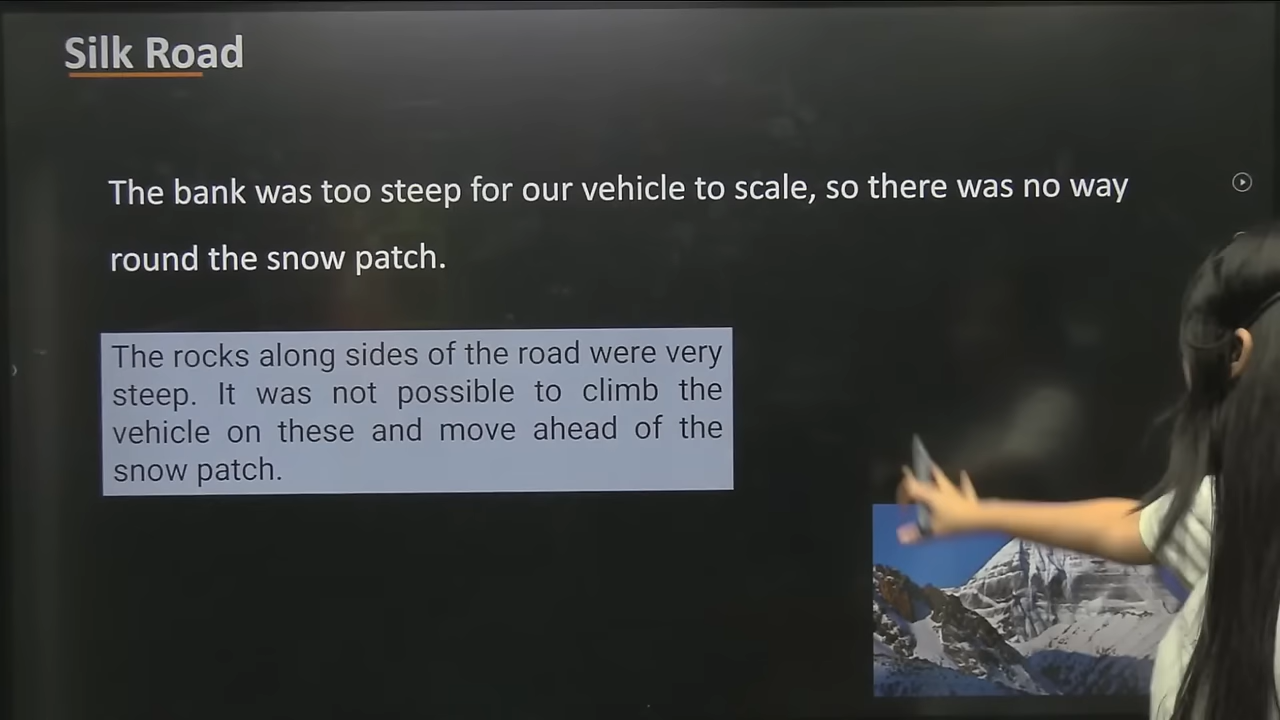 Silk Road
The bank was too steep for our vehicle to scale, so there was no way
round the snow patch.
The rocks along sides of the road were very
steep. It was not possible to climb the
vehicle on these and move ahead of the
snow patch.